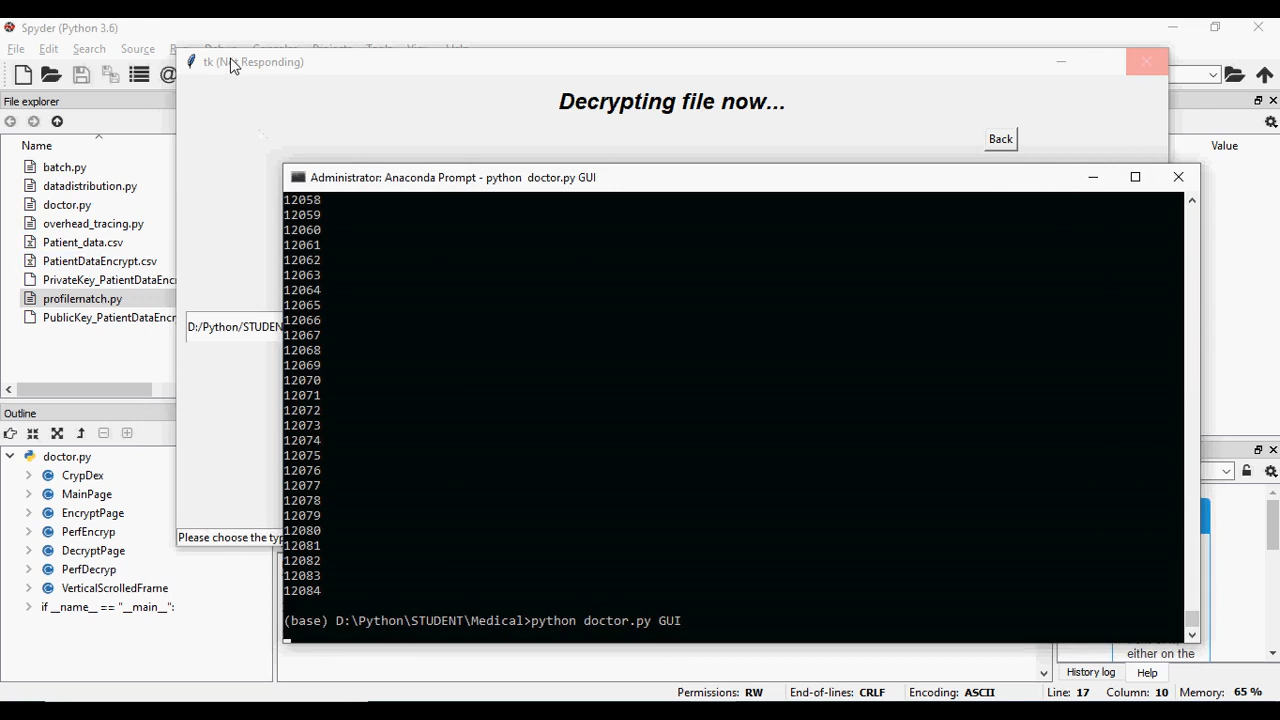 Spyder (Python 3.6)
File Edit Search Source
tk (Not Responding)
Decrypting file now...
File explorer
Back
Name
Value
batch.py
datadistribution.py
doctor.py
overhead_tracing.py
Patient_data.csv
PatientDataEncrypt.csv
PrivateKey_PatientDataEncr
profilematch.py
PublicKey_PatientDataEncr
D:/Python/STUDEN
Administrator: Anaconda Prompt - python doctor.py GUI
12058
12059
12060
12061
12062
12063
12064
12065
12066
12067
12068
12069
12070
12071
12072
12073
12074
12075
12076
12077
12078
12079
12080
12081
12082
12083
12084
(base) D:\Python\STUDENT\Medical>python doctor.py GUI
Outline
doctor.py
CrypDex
MainPage
EncryptPage
PerfEncryp
DecryptPage
PerfDecryp
VerticalScrolledFrame
if __name__ == "__main__":
Please choose the typ
either on the
History log Help
Permissions: RW End-of-lines: CRLF Encoding: ASCII Line: 17 Column: 10 Memory: 65 %